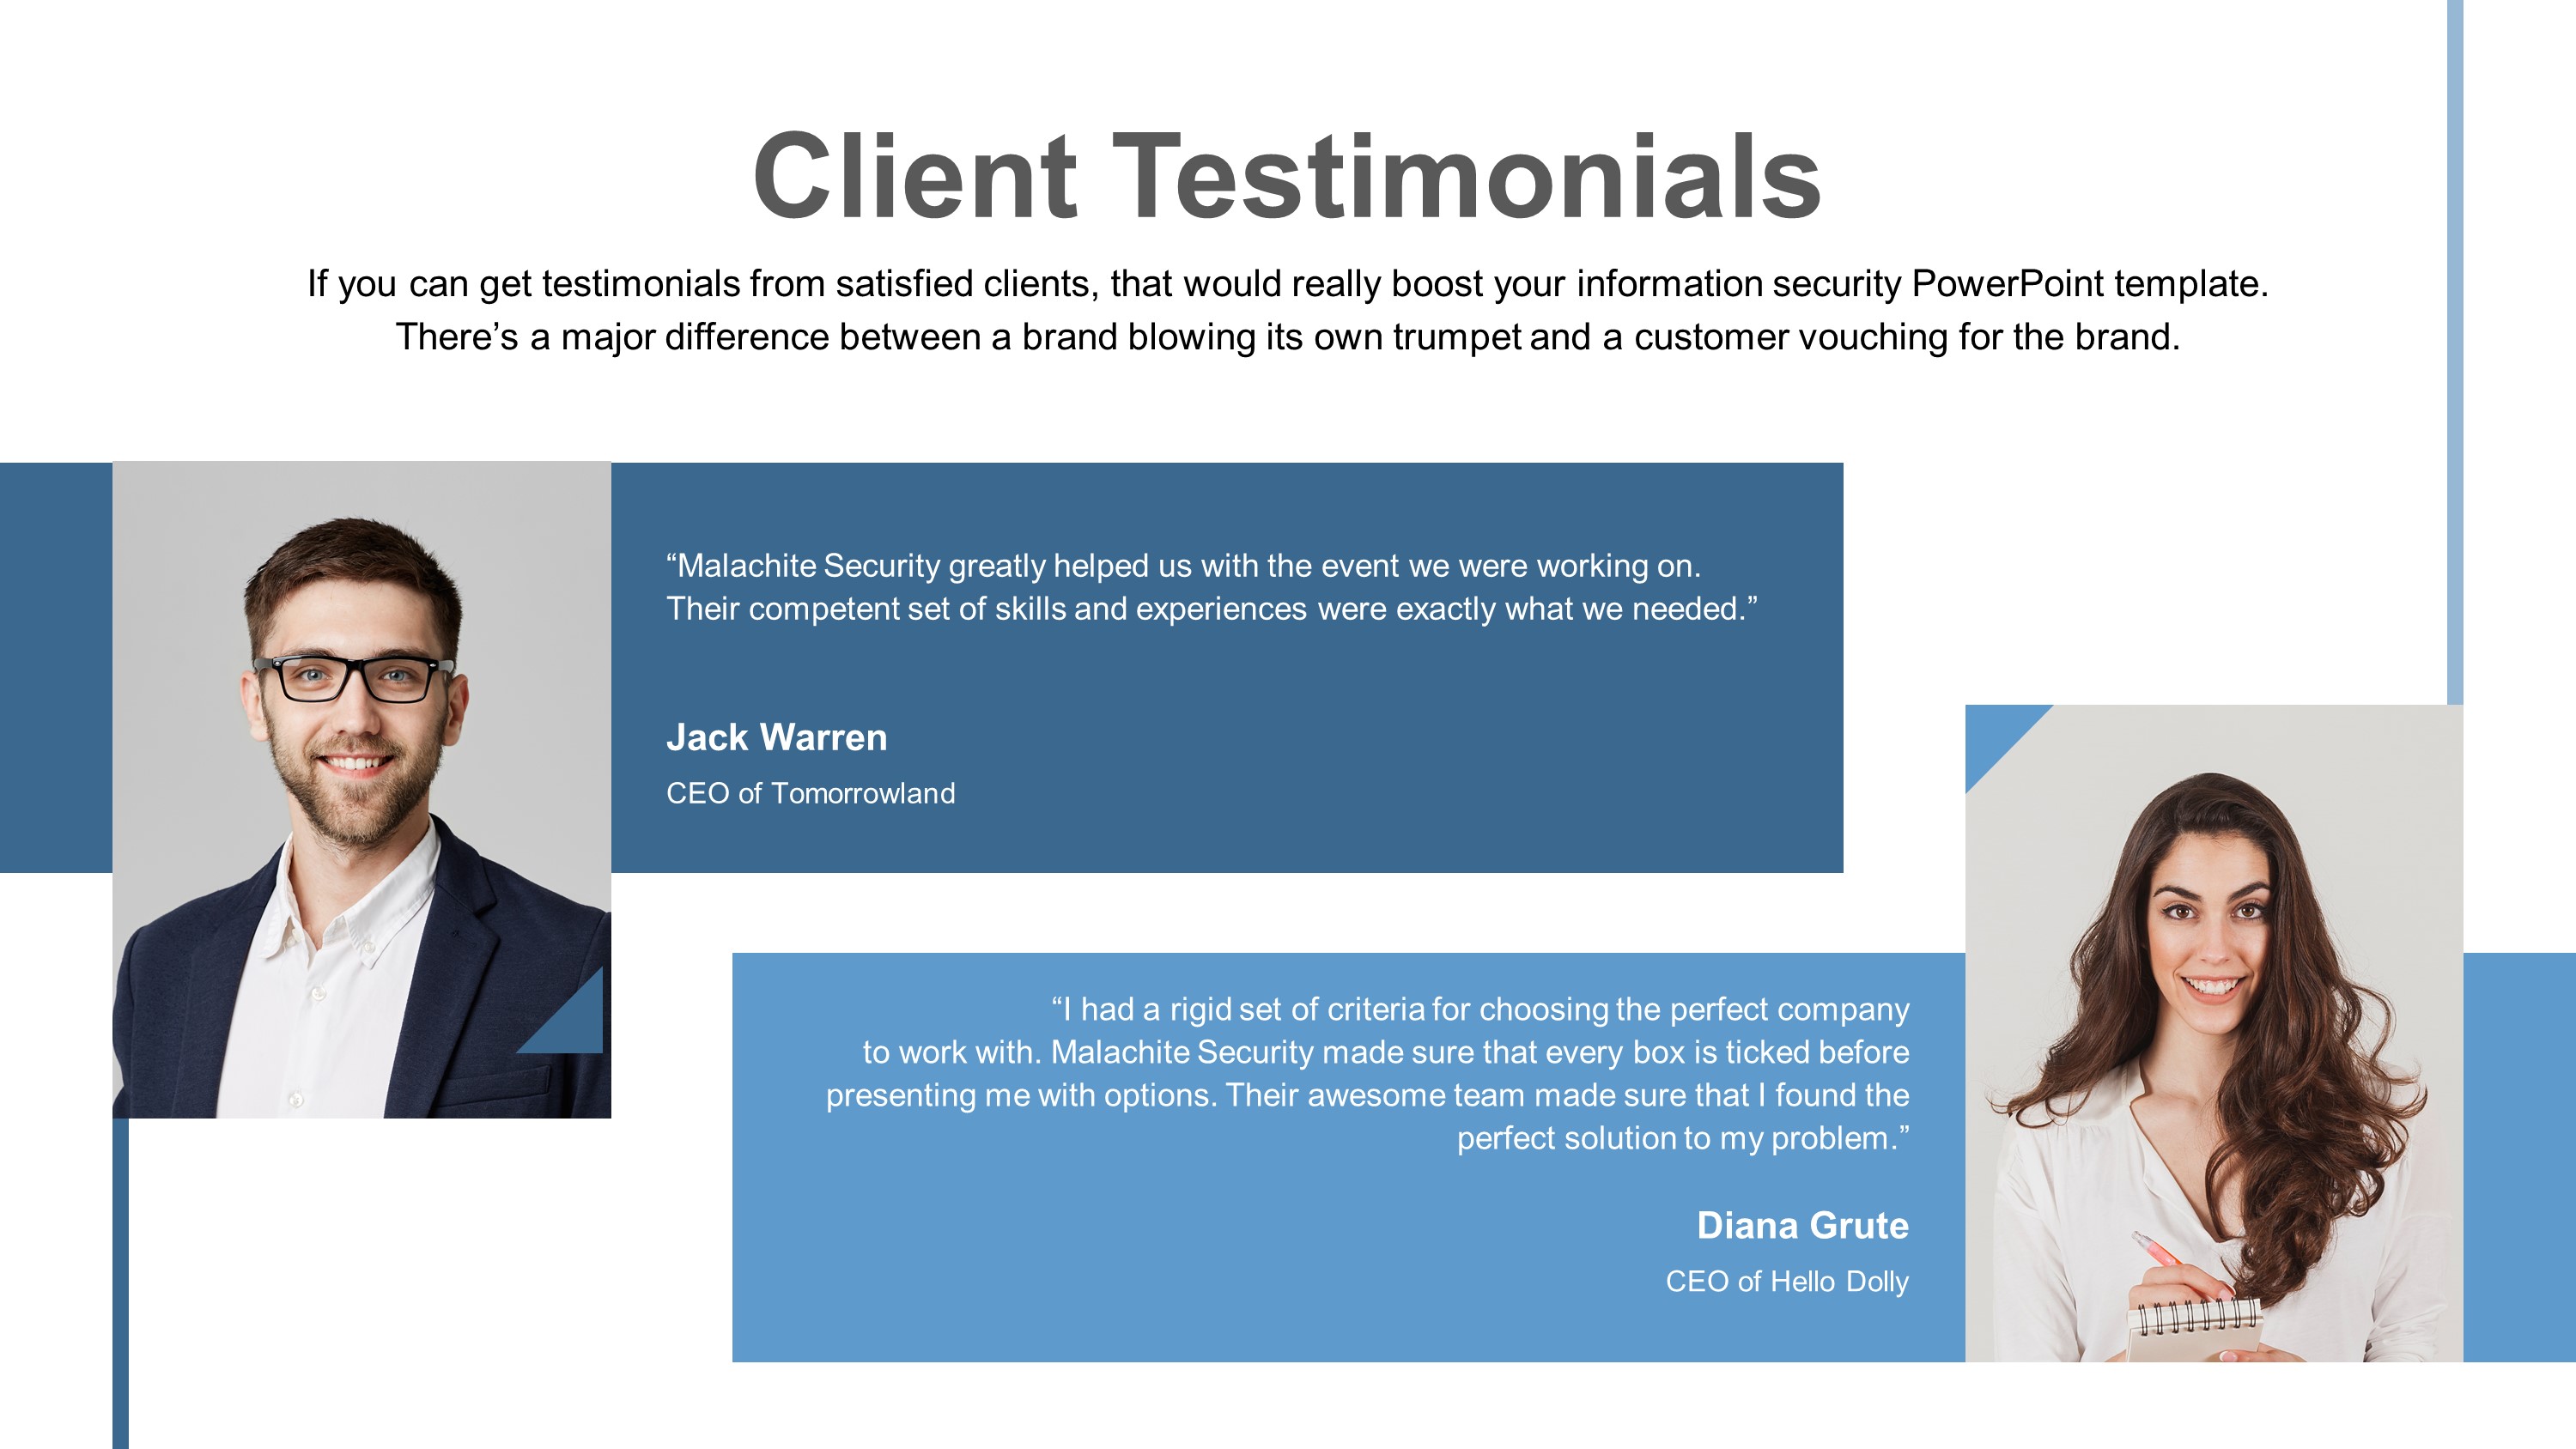 Client Testimonials
If you can get testimonials from satisfied clients, that would really boost your information security PowerPoint template.
There’s a major difference between a brand blowing its own trumpet and a customer vouching for the brand.
“Malachite Security greatly helped us with the event we were working on.
Their competent set of skills and experiences were exactly what we needed.”
Jack Warren
CEO of Tomorrowland
“I had a rigid set of criteria for choosing the perfect company
to work with. Malachite Security made sure that every box is ticked before
presenting me with options. Their awesome team made sure that I found the
perfect solution to my problem.”
Diana Grute
CEO of Hello Dolly